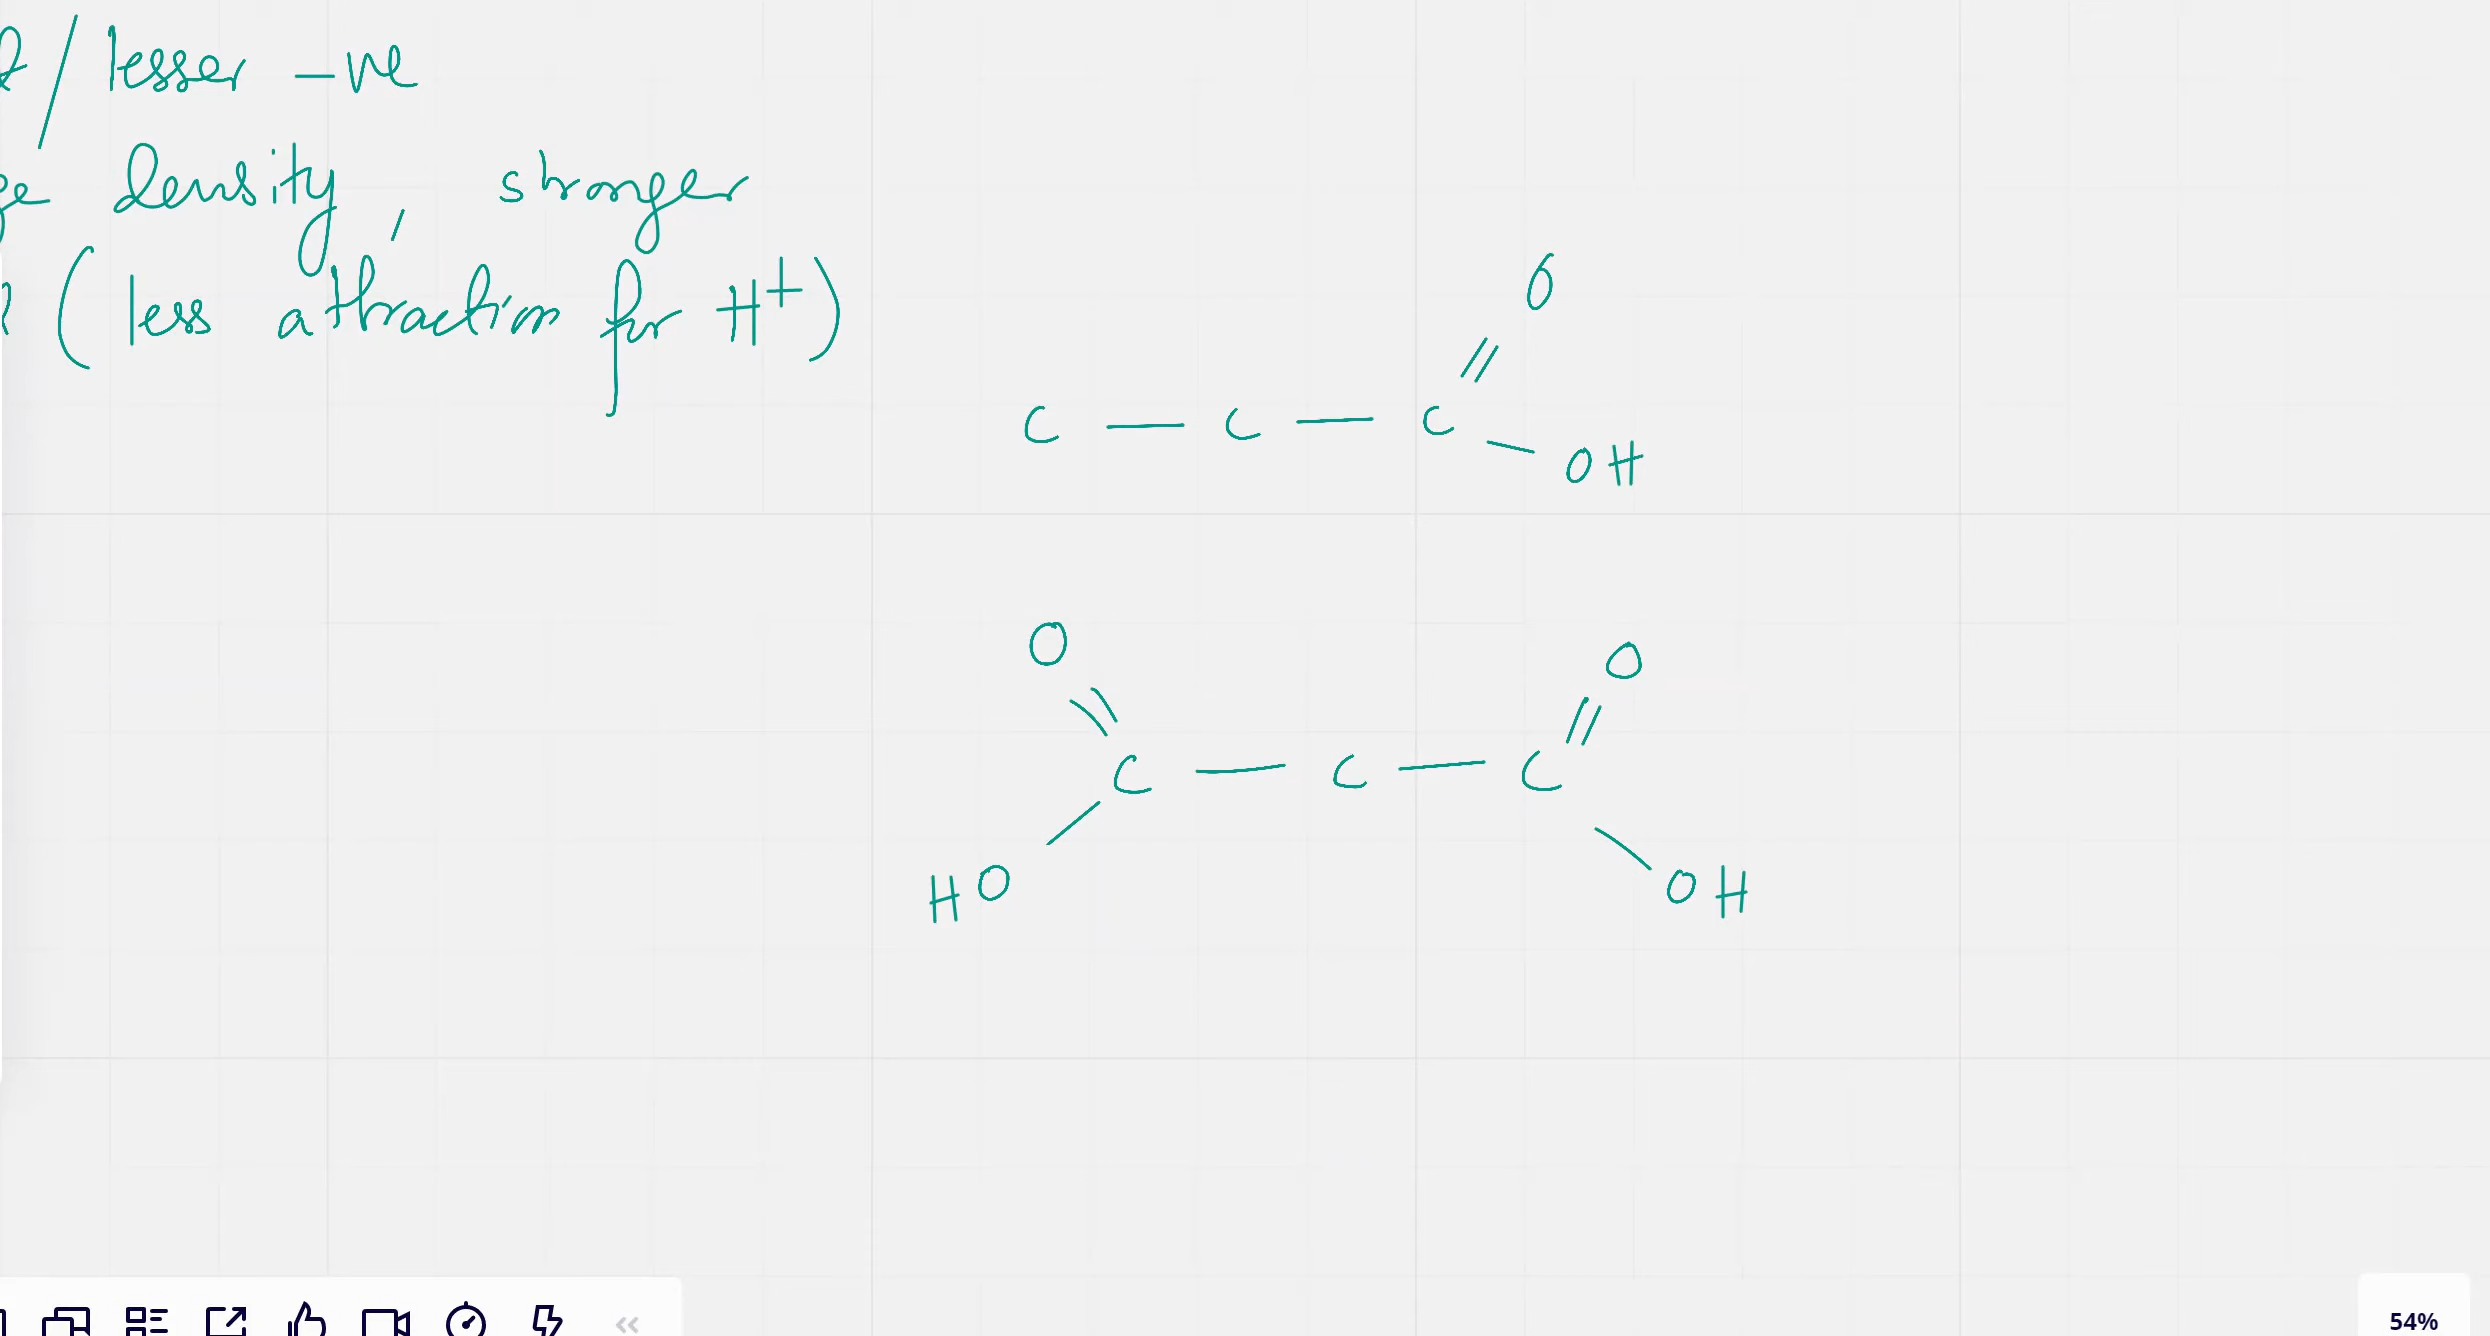 /lesser -ve
density, stronger
(less attraction for H+)
O
//
C — C — C
— OH
O O
C — C — C
HO OH
54%